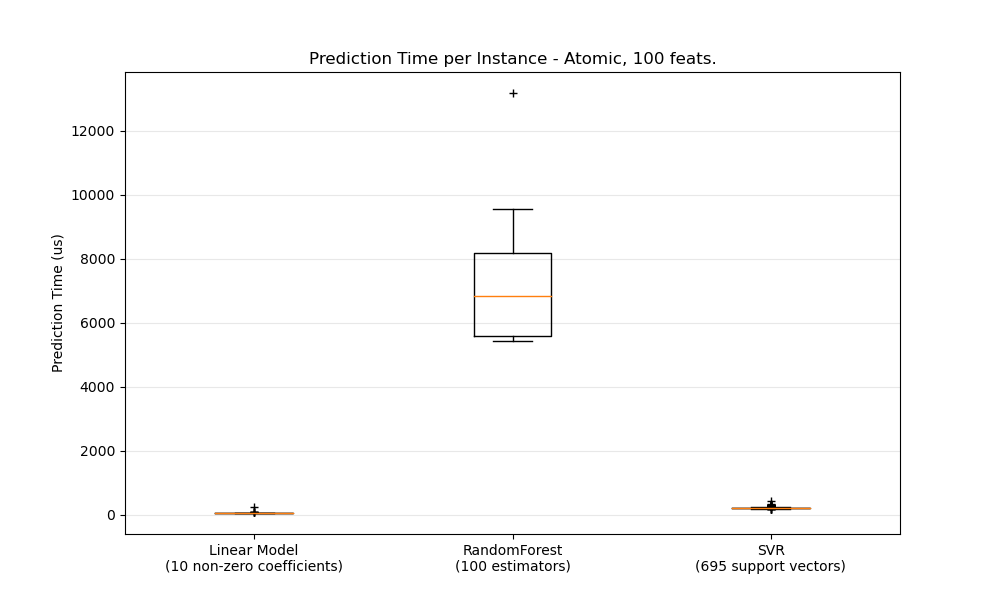 Prediction Time per Instance - Atomic, 100 feats.
Prediction Time (us)
12000
10000
8000
6000
4000
2000
0
Linear Model
(10 non-zero coefficients)
RandomForest
(100 estimators)
SVR
(695 support vectors)